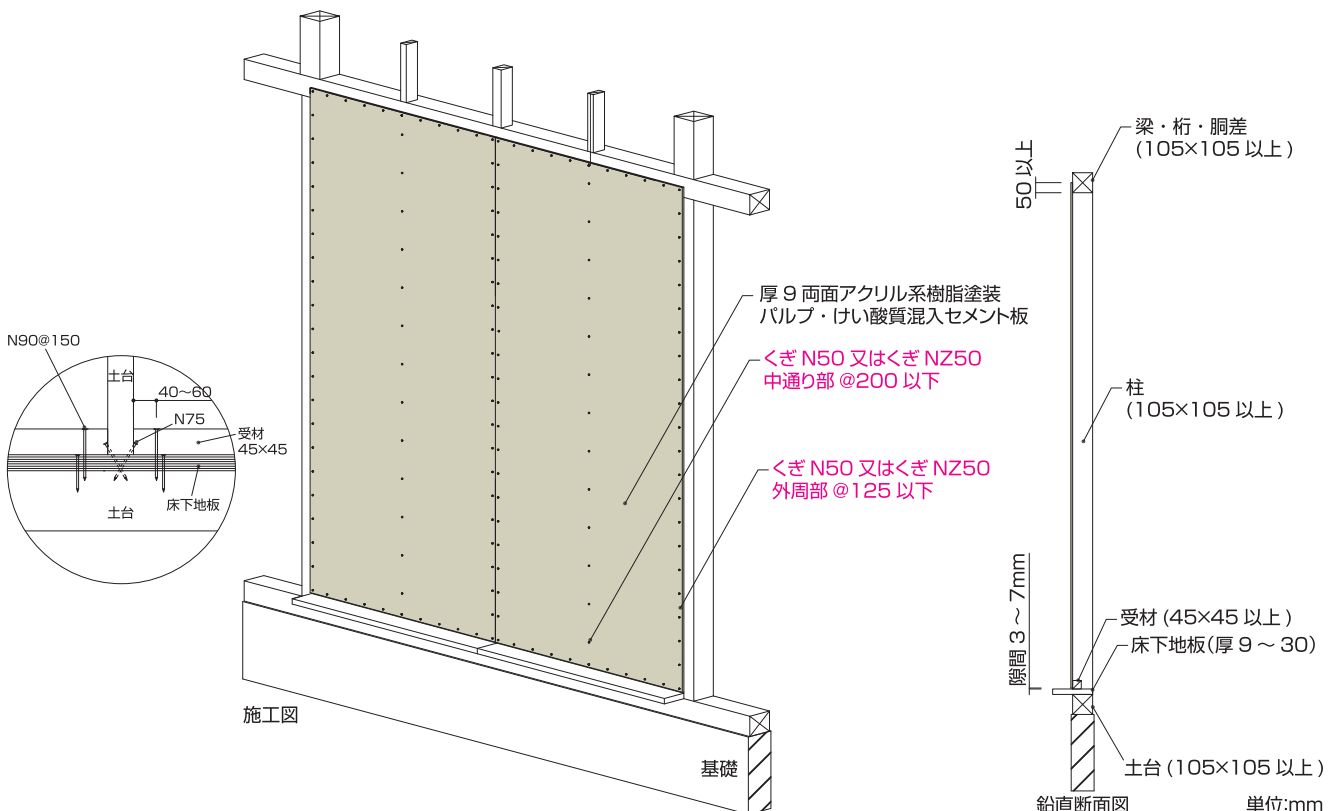 N90@150
土台
40~60
N75
受材
45×45
床下地板
土台
厚 9 両面アクリル系樹脂塗装
パルプ・けい酸質混入セメント板
くぎ N50 又はくぎ NZ50
中通り部 @200 以下
くぎ N50 又はくぎ NZ50
外周部 @125 以下
施工図
基礎
梁・桁・胴差
(105×105 以上 )
50 以上
柱
(105×105 以上 )
隙間 3 ~ 7mm
受材 (45×45 以上 )
床下地板(厚 9 ~ 30)
土台 (105×105 以上 )
鉛直断面図
単位:mm